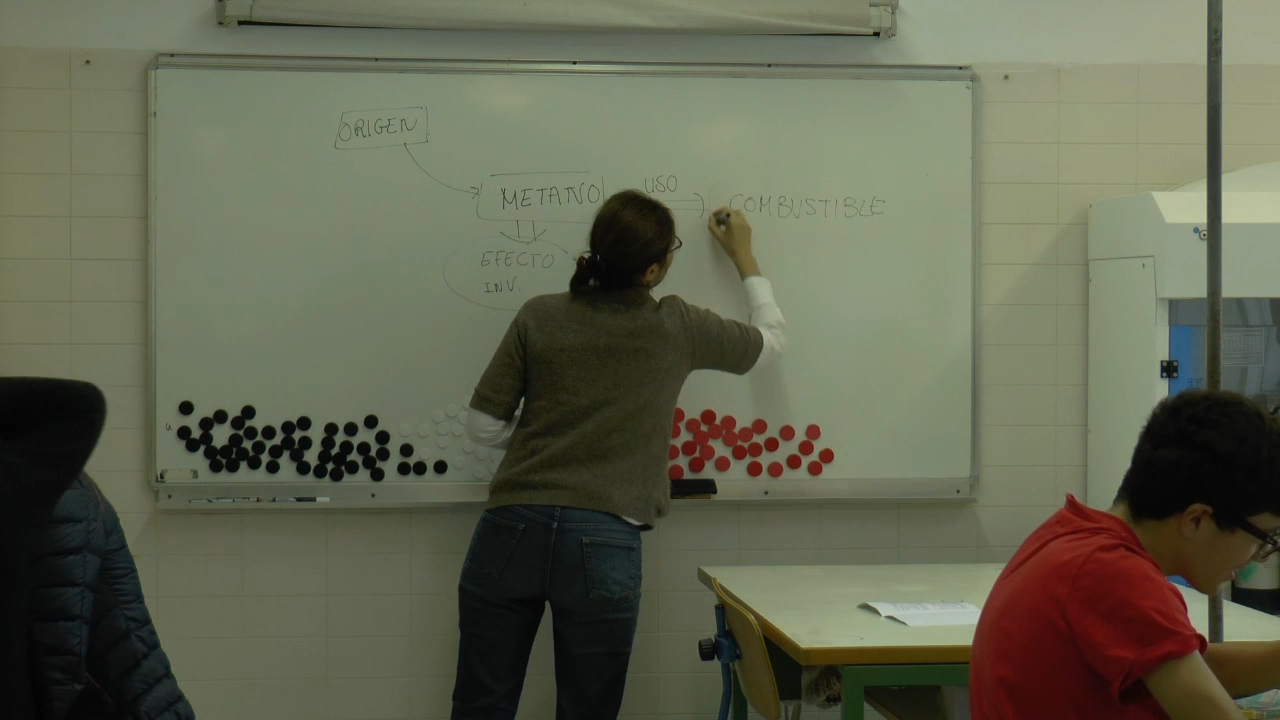 ORIGEN
METANO
USO
COMBUSTIBLE
EFECTO
INV.